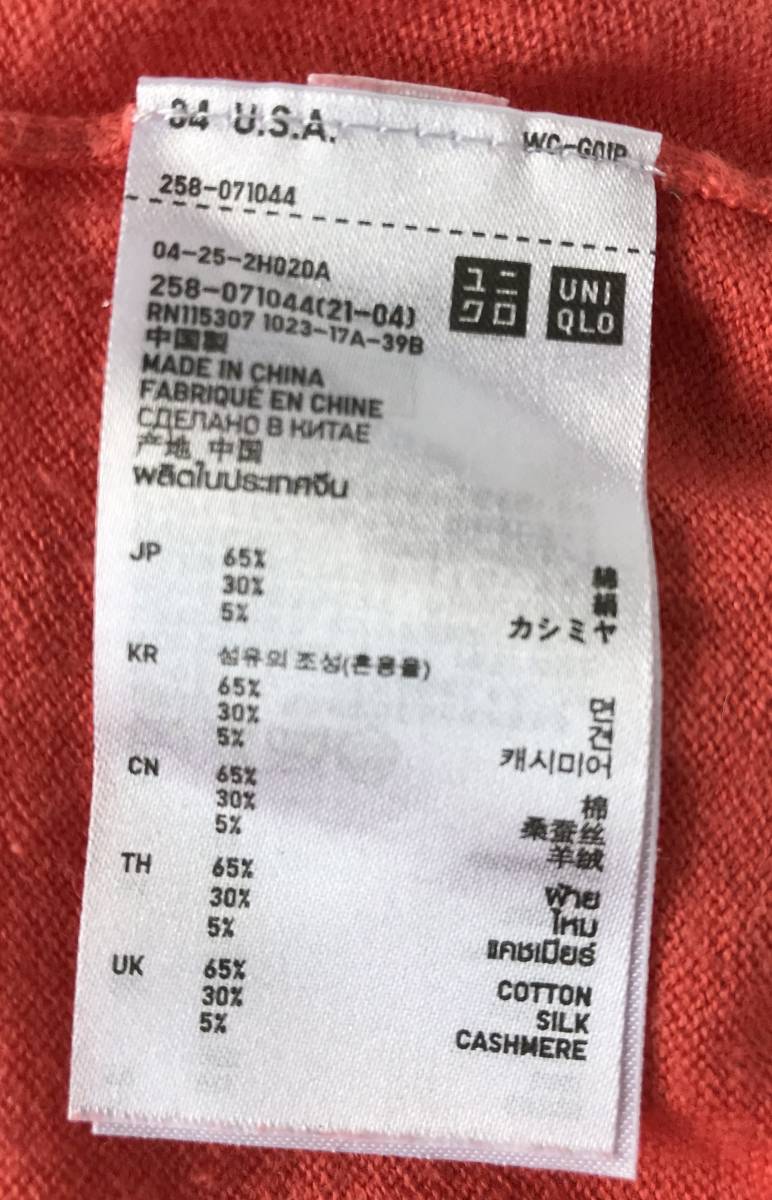 04 U.S.A.
WC-G01P
258-071044
04-25-2H020A
258-071044(21-04)
RN115307 1023-17A-39B
ユニ
クロ
UNI
QLO
中国製
MADE IN CHINA
FABRIQUÉ EN CHINE
СДЕЛАНО В КИТАЕ
产地 中国
ผลิตในประเทศจีน
JP 65% 綿
30% 絹
5% カシミヤ
KR 섬유의 조성(혼용율)
65% 면
30% 견
5% 캐시미어
CN 65% 棉
30% 桑蚕丝
5% 羊绒
TH 65% ฝ้าย
30% ไหม
5% แคชเมียร์
UK 65% COTTON
30% SILK
5% CASHMERE